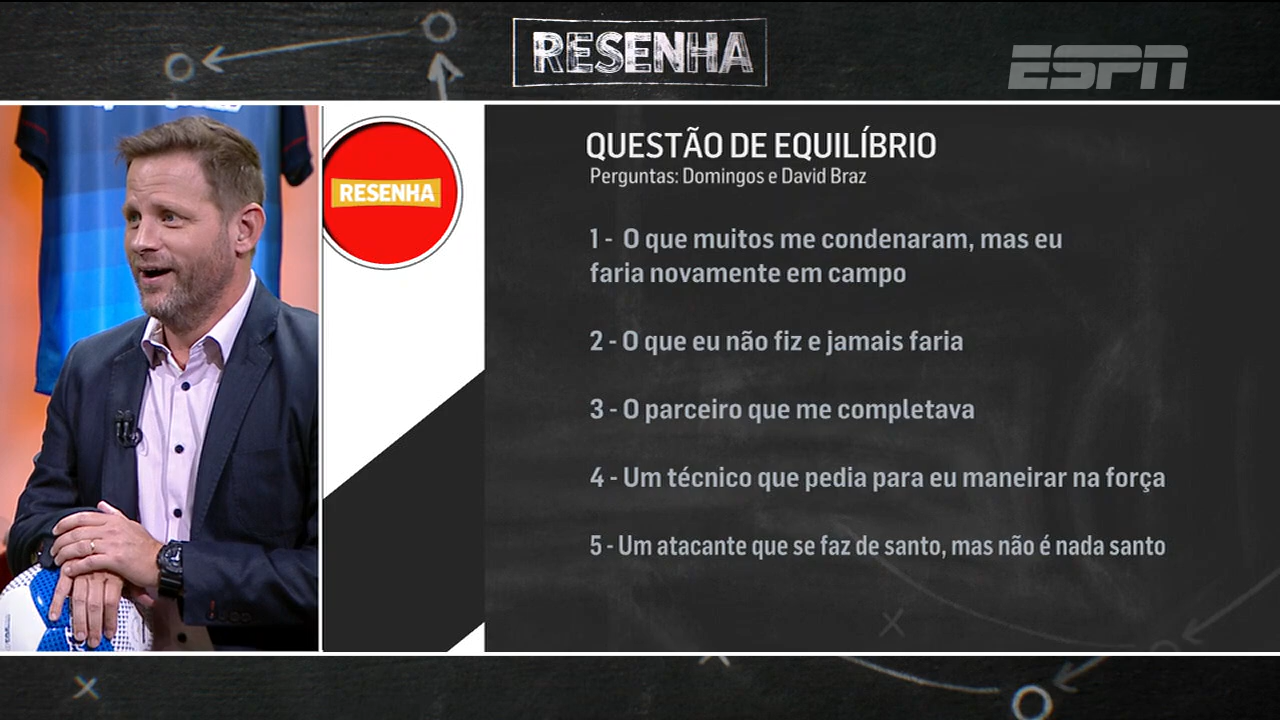 RESENHA
ESPN
RESENHA
QUESTÃO DE EQUILÍBRIO
Perguntas: Domingos e David Braz
1 - O que muitos me condenaram, mas eu
faria novamente em campo
2 - O que eu não fiz e jamais faria
3 - O parceiro que me completava
4 - Um técnico que pedia para eu maneirar na força
5 - Um atacante que se faz de santo, mas não é nada santo